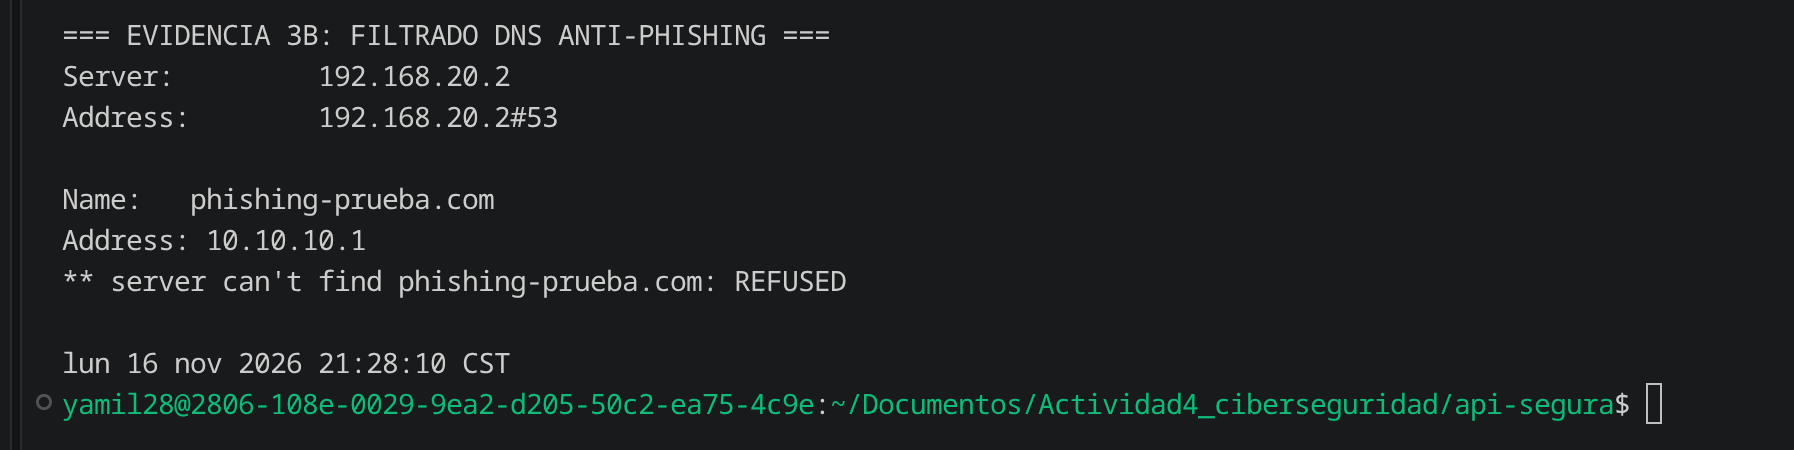 === EVIDENCIA 3B: FILTRADO DNS ANTI-PHISHING ===
Server:         192.168.20.2
Address:        192.168.20.2#53
Name:   phishing-prueba.com
Address: 10.10.10.1
** server can't find phishing-prueba.com: REFUSED
lun 16 nov 2026 21:28:10 CST
yamil28@2806-108e-0029-9ea2-d205-50c2-ea75-4c9e:~/Documentos/Actividad4_ciberseguridad/api-segura$